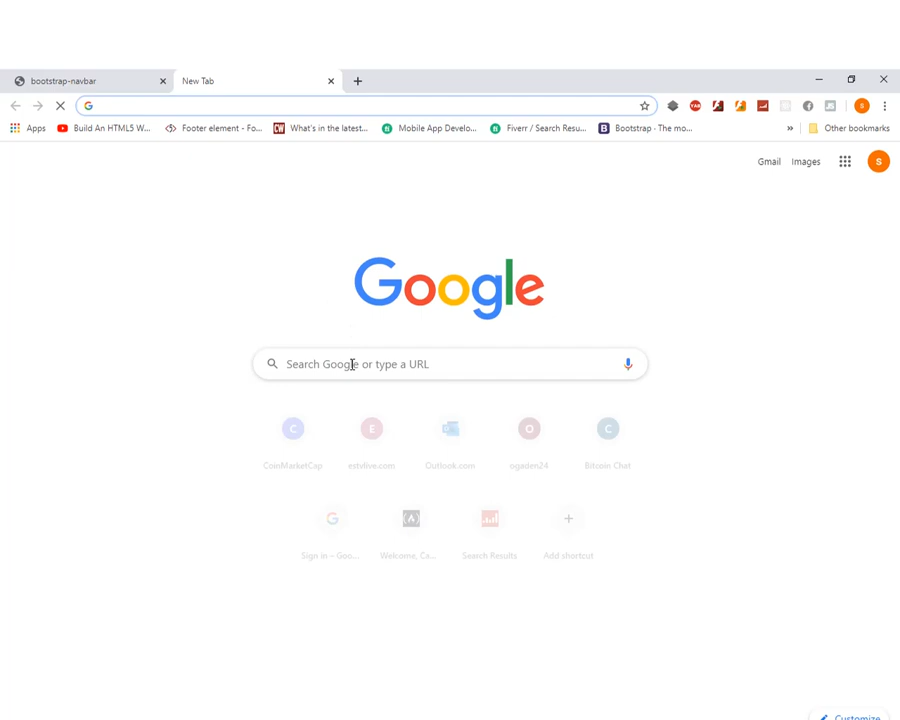 bootstrap-navbar
New Tab
Apps
Build An HTML5 W...
Footer element - Fo...
What's in the latest...
Mobile App Develo...
Fiverr / Search Resu...
Bootstrap · The mo...
Other bookmarks
Gmail Images
S
Google
Search Google or type a URL
CoinMarketCap
estvlive.com
Outlook.com
ogaden24
Bitcoin Chat
Sign in – Goo...
Welcome, Ca...
Search Results
Add shortcut
Customize